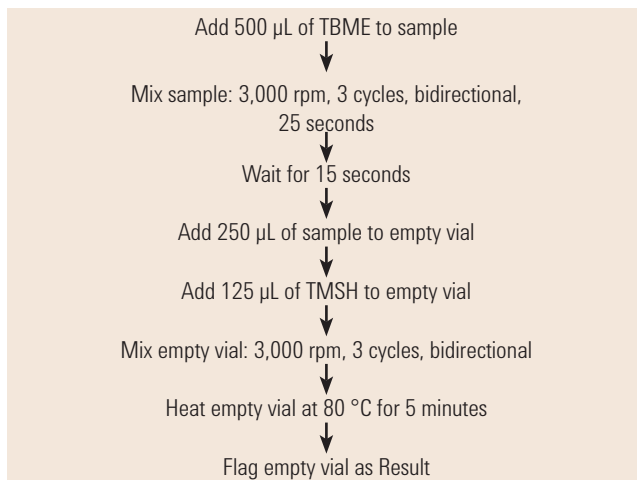 Add 500 µL of TBME to sample
Mix sample: 3,000 rpm, 3 cycles, bidirectional,
25 seconds
Wait for 15 seconds
Add 250 µL of sample to empty vial
Add 125 µL of TMSH to empty vial
Mix empty vial: 3,000 rpm, 3 cycles, bidirectional
Heat empty vial at 80 °C for 5 minutes
Flag empty vial as Result